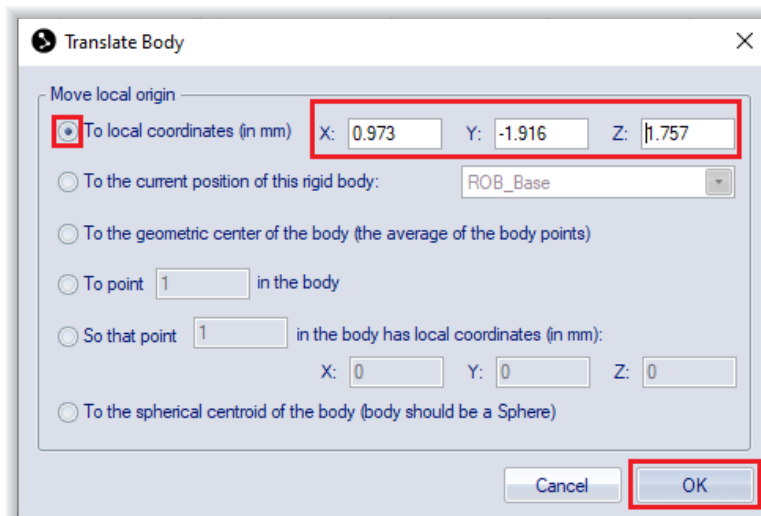 Translate Body
Move local origin
To local coordinates (in mm) X: 0.973 Y: -1.916 Z: 1.757
To the current position of this rigid body: ROB_Base
To the geometric center of the body (the average of the body points)
To point 1 in the body
So that point 1 in the body has local coordinates (in mm):
X: 0 Y: 0 Z: 0
To the spherical centroid of the body (body should be a Sphere)
Cancel OK